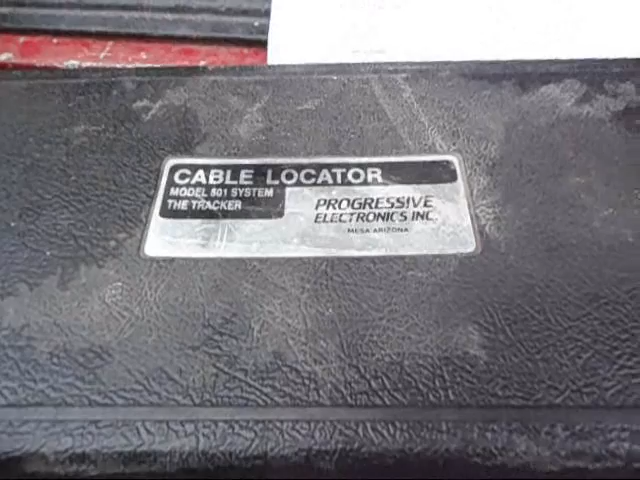 CABLE LOCATOR
MODEL 501 SYSTEM
THE TRACKER
PROGRESSIVE
ELECTRONICS INC.
MESA ARIZONA